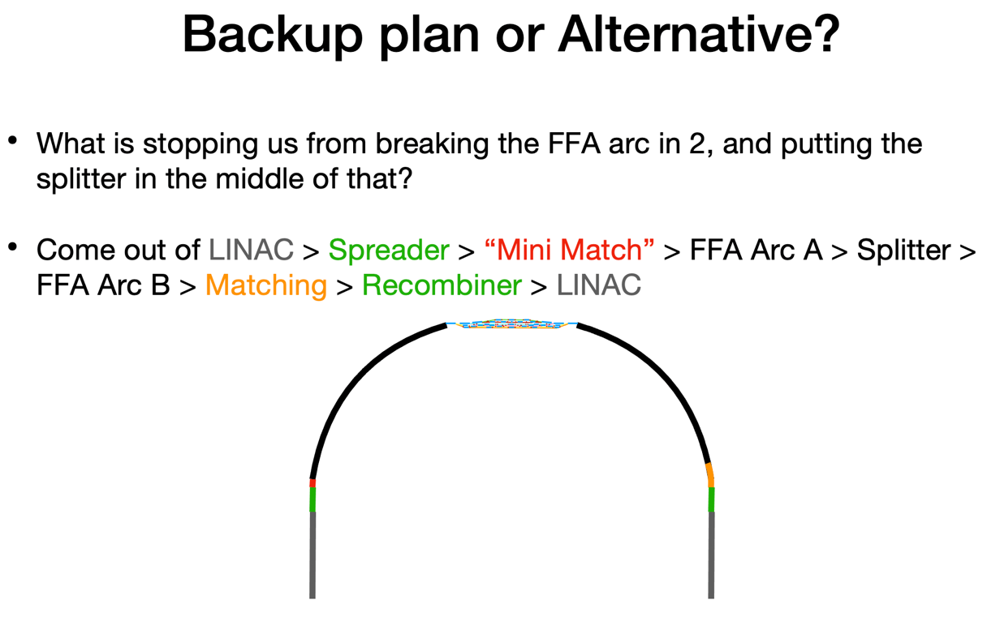 Backup plan or Alternative?
• What is stopping us from breaking the FFA arc in 2, and putting the
splitter in the middle of that?
• Come out of LINAC > Spreader > “Mini Match” > FFA Arc A > Splitter >
FFA Arc B > Matching > Recombiner > LINAC